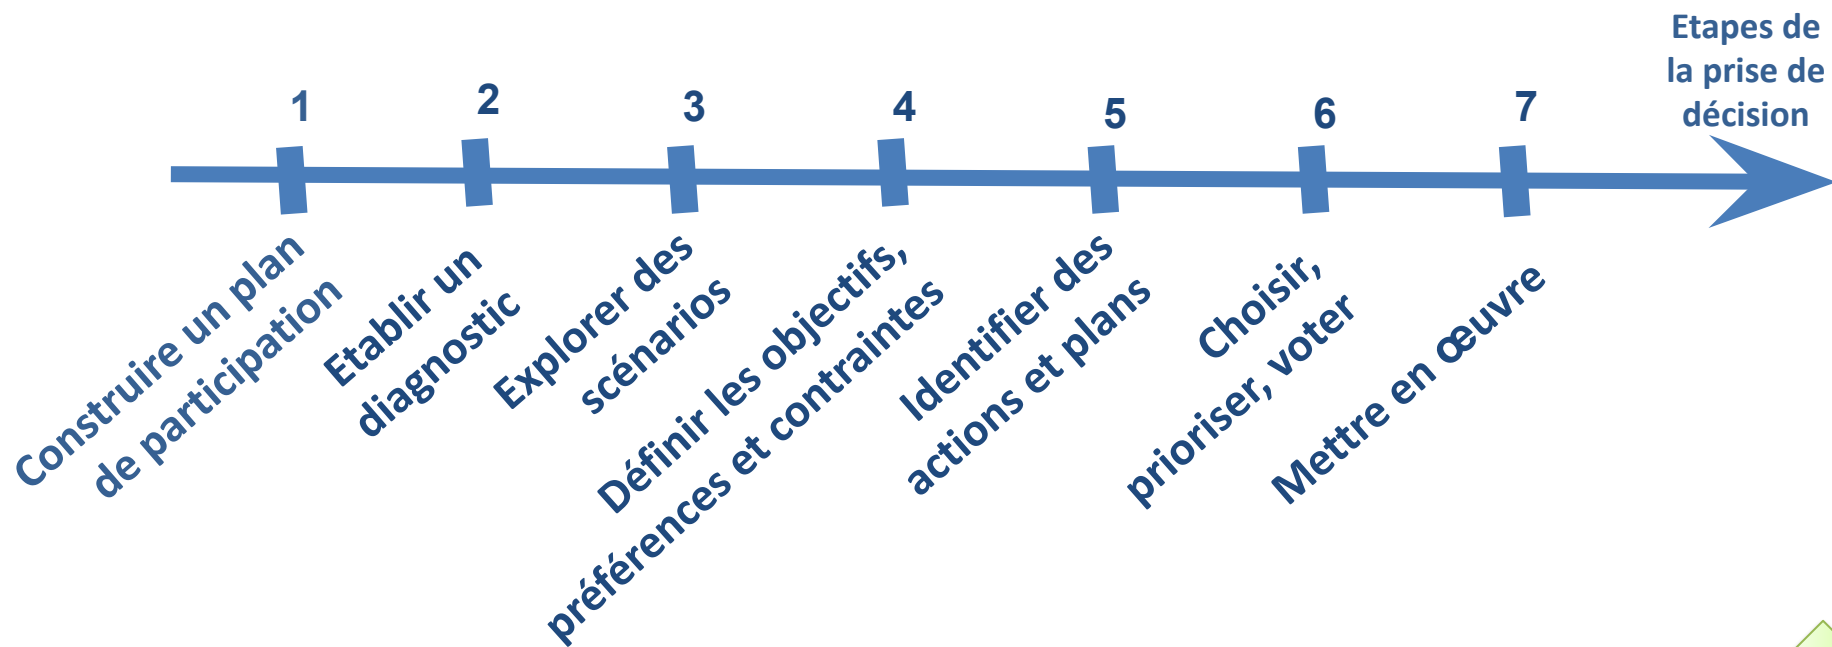 Etapes de
la prise de
décision
1
2
3
4
5
6
7
Construire un plan
de participation
Etablir un
diagnostic
Explorer des
scénarios
Définir les objectifs,
préférences et contraintes
Identifier des
actions et plans
Choisir,
prioriser, voter
Mettre en œuvre